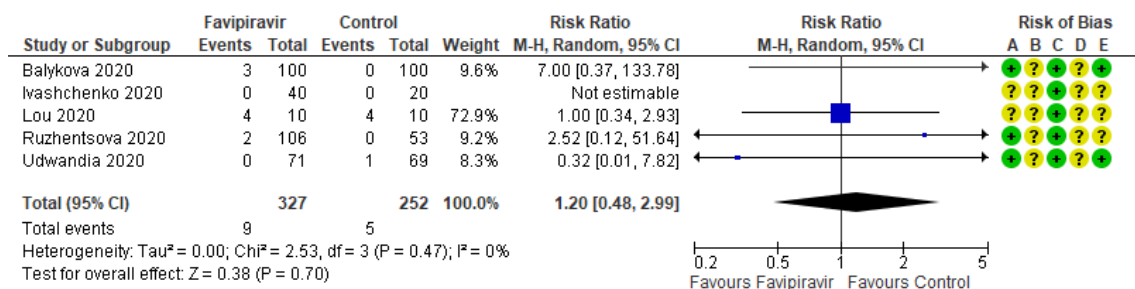 Favipiravir Control Risk Ratio Risk Ratio Risk of Bias
Study or Subgroup Events Total Events Total Weight M-H, Random, 95% CI M-H, Random, 95% CI A B C D E
Balykova 2020 3 100 0 100 9.6% 7.00 [0.37, 133.78] + ? + ? +
Ivashchenko 2020 0 40 0 20 Not estimable ? ? + ? ?
Lou 2020 4 10 4 10 72.9% 1.00 [0.34, 2.93] ? ? + ? ?
Ruzhentsova 2020 2 106 0 53 9.2% 2.52 [0.12, 51.64] + ? + ? ?
Udwandia 2020 0 71 1 69 8.3% 0.32 [0.01, 7.82] + ? + ? +
Total (95% CI) 327 252 100.0% 1.20 [0.48, 2.99]
Total events 9 5
Heterogeneity: Tau² = 0.00; Chi² = 2.53, df = 3 (P = 0.47); I² = 0%
Test for overall effect: Z = 0.38 (P = 0.70)
0.2 0.5 1 2 5
Favours Favipiravir Favours Control